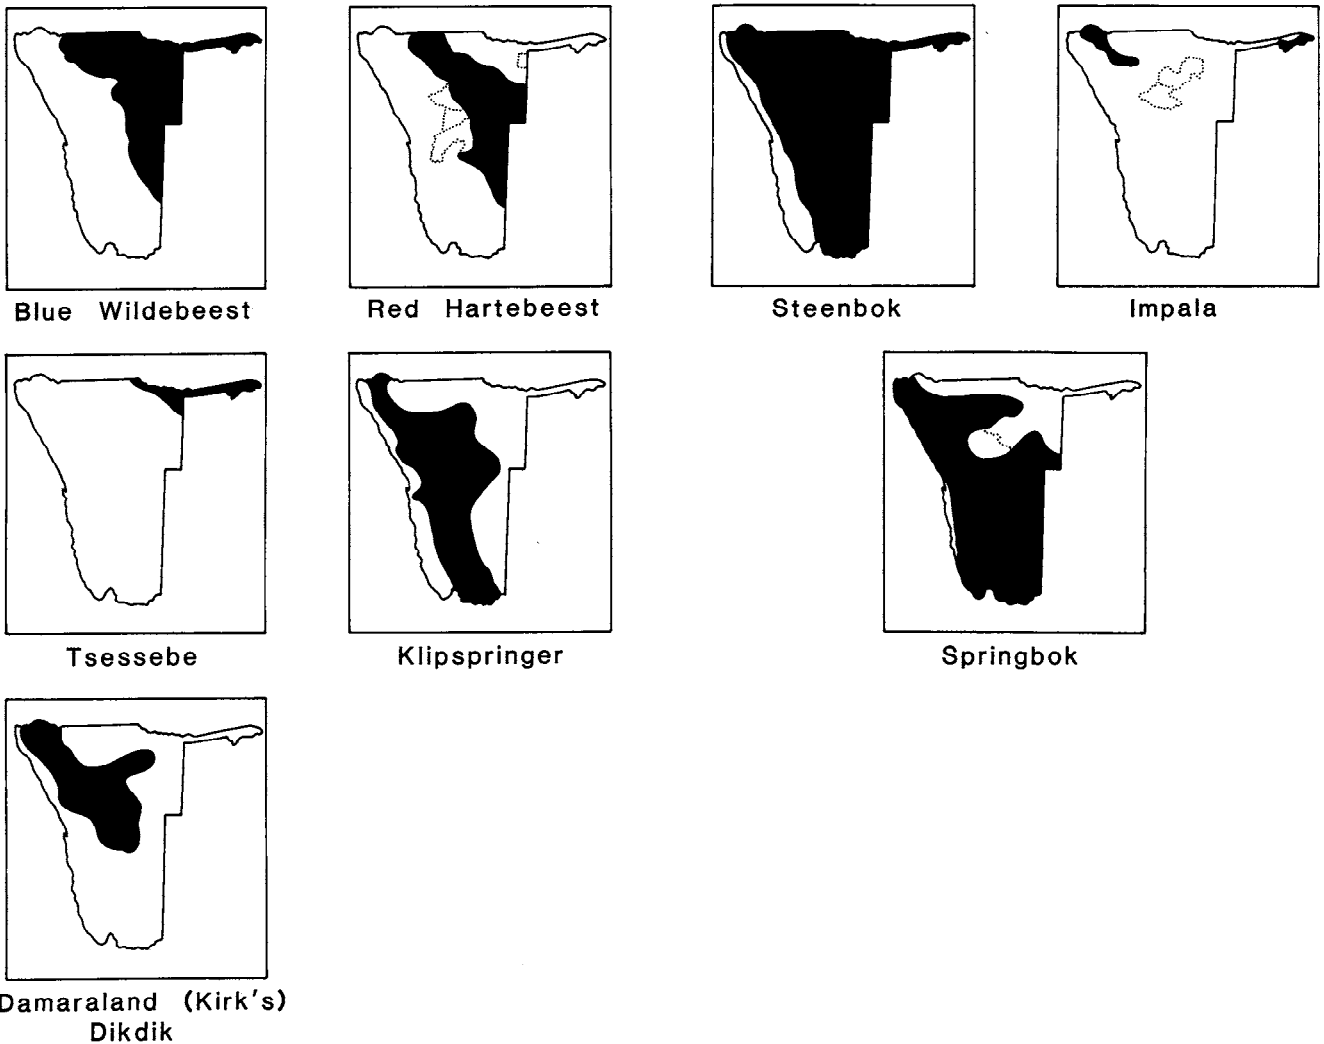 Blue Wildebeest
Red Hartebeest
Steenbok
Impala
Tsessebe
Klipspringer
Springbok
Damaraland (Kirk's)
Dikdik